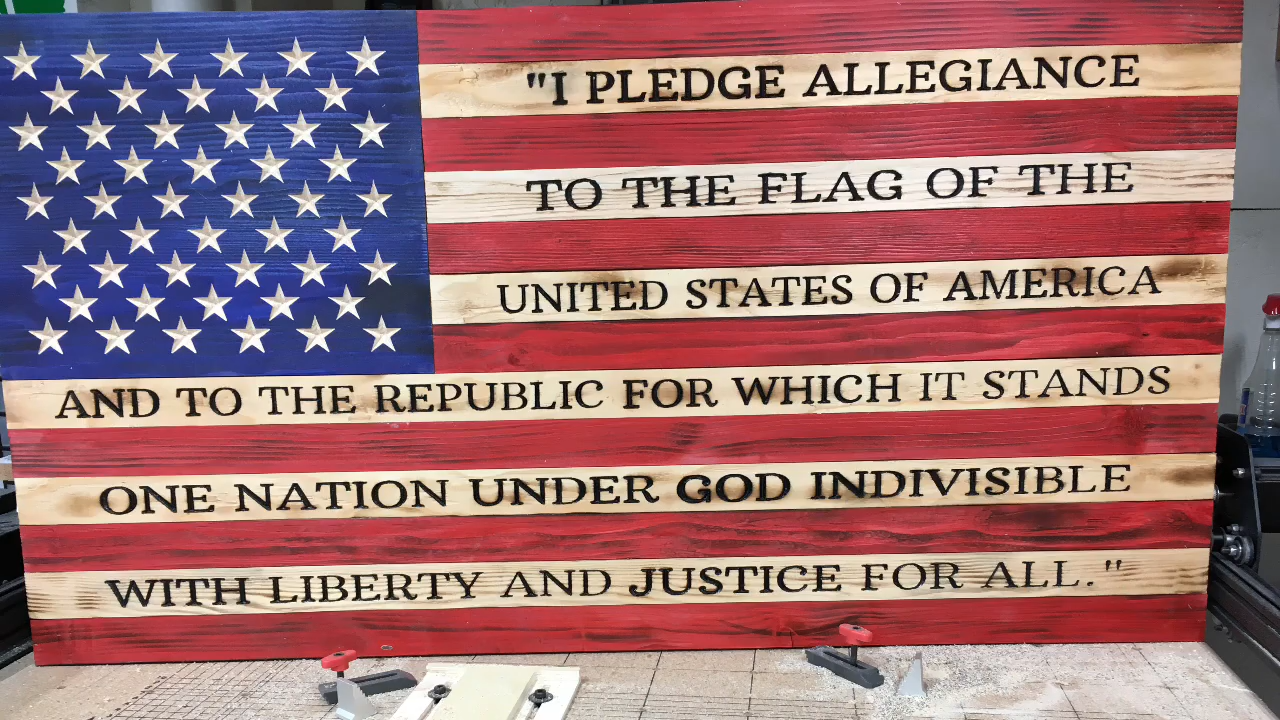 "I PLEDGE ALLEGIANCE
TO THE FLAG OF THE
UNITED STATES OF AMERICA
AND TO THE REPUBLIC FOR WHICH IT STANDS
ONE NATION UNDER GOD INDIVISIBLE
WITH LIBERTY AND JUSTICE FOR ALL."